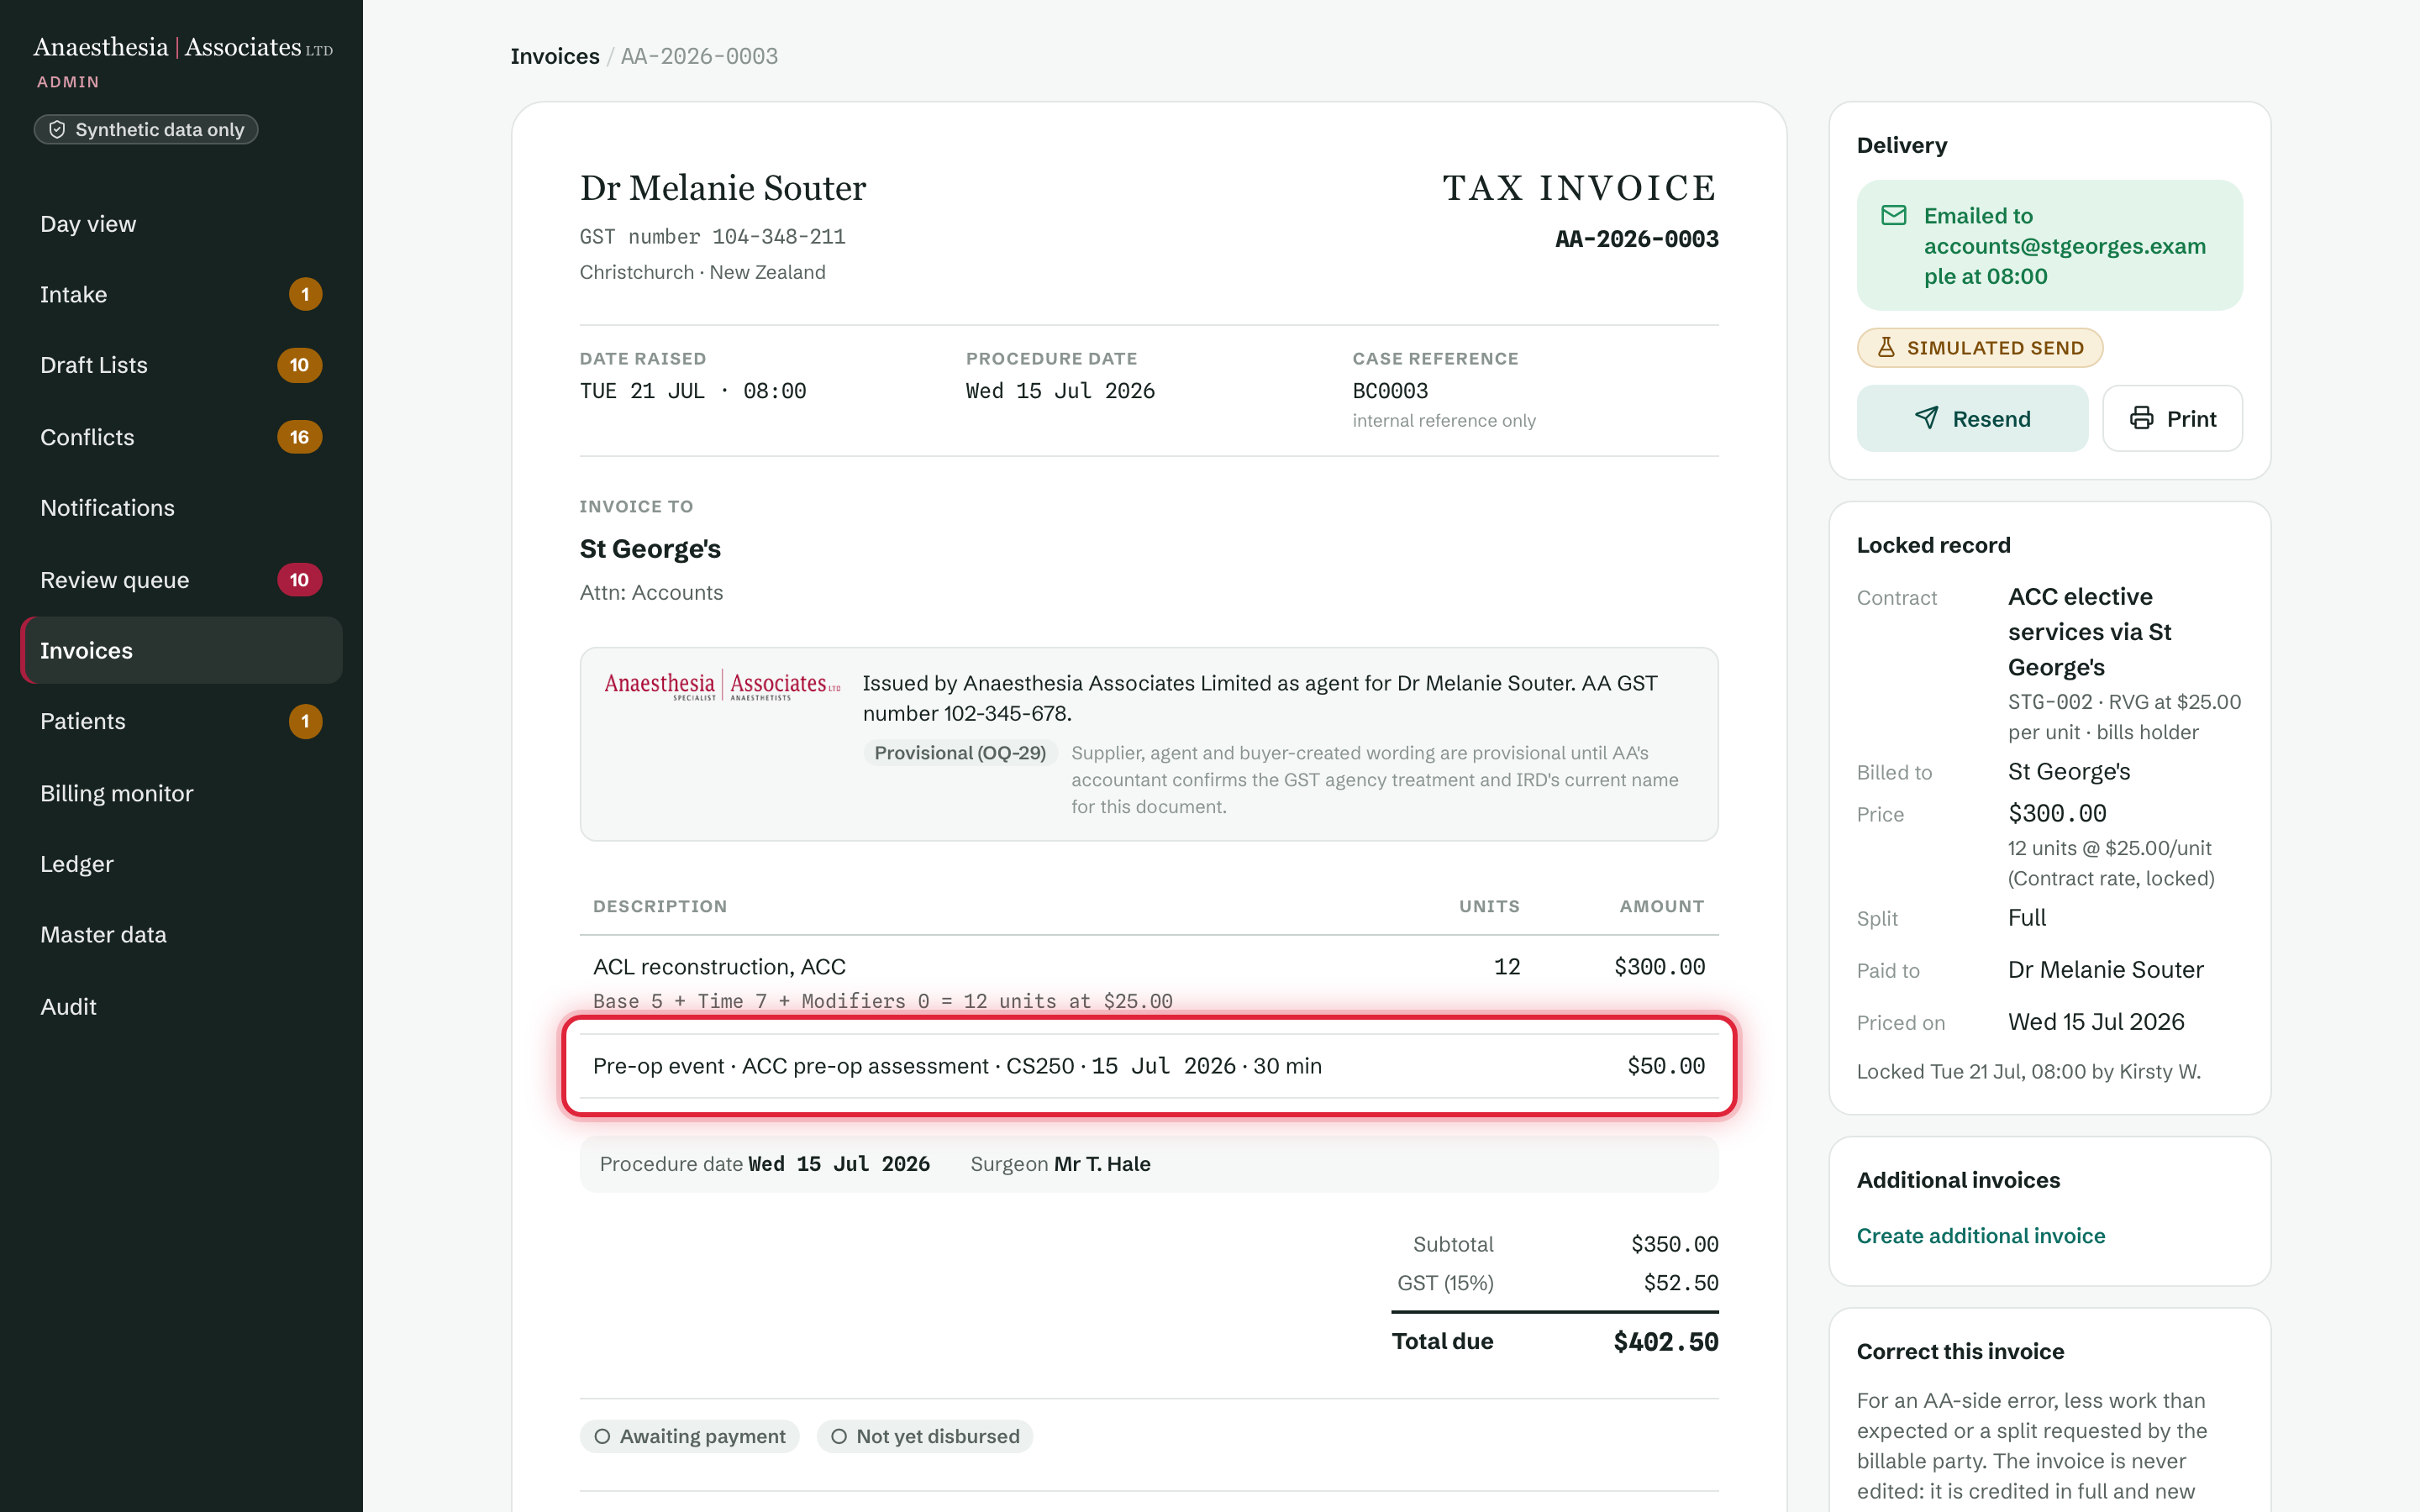 Anaesthesia | Associates LTD
ADMIN
Synthetic data only
Day view
Intake 1
Draft Lists 10
Conflicts 16
Notifications
Review queue 10
Invoices
Patients 1
Billing monitor
Ledger
Master data
Audit
Invoices / AA-2026-0003
Dr Melanie Souter
GST number 104-348-211
Christchurch · New Zealand
TAX INVOICE
AA-2026-0003
DATE RAISED
TUE 21 JUL · 08:00
PROCEDURE DATE
Wed 15 Jul 2026
CASE REFERENCE
BC0003
internal reference only
INVOICE TO
St George's
Attn: Accounts
Anaesthesia | Associates LTD
SPECIALIST ANAESTHETISTS
Issued by Anaesthesia Associates Limited as agent for Dr Melanie Souter. AA GST
number 102-345-678.
Provisional (OQ-29)
Supplier, agent and buyer-created wording are provisional until AA's
accountant confirms the GST agency treatment and IRD's current name
for this document.
DESCRIPTION UNITS AMOUNT
ACL reconstruction, ACC 12 $300.00
Base 5 + Time 7 + Modifiers 0 = 12 units at $25.00
Pre-op event · ACC pre-op assessment · CS250 · 15 Jul 2026 · 30 min $50.00
Procedure date Wed 15 Jul 2026 Surgeon Mr T. Hale
Subtotal $350.00
GST (15%) $52.50
Total due $402.50
Awaiting payment Not yet disbursed
Delivery
Emailed to
accounts@stgeorges.exam
ple at 08:00
SIMULATED SEND
Resend Print
Locked record
Contract ACC elective
services via St
George's
STG-002 · RVG at $25.00
per unit · bills holder
Billed to St George's
Price $300.00
12 units @ $25.00/unit
(Contract rate, locked)
Split Full
Paid to Dr Melanie Souter
Priced on Wed 15 Jul 2026
Locked Tue 21 Jul, 08:00 by Kirsty W.
Additional invoices
Create additional invoice
Correct this invoice
For an AA-side error, less work than
expected or a split requested by the
billable party. The invoice is never
edited: it is credited in full and new